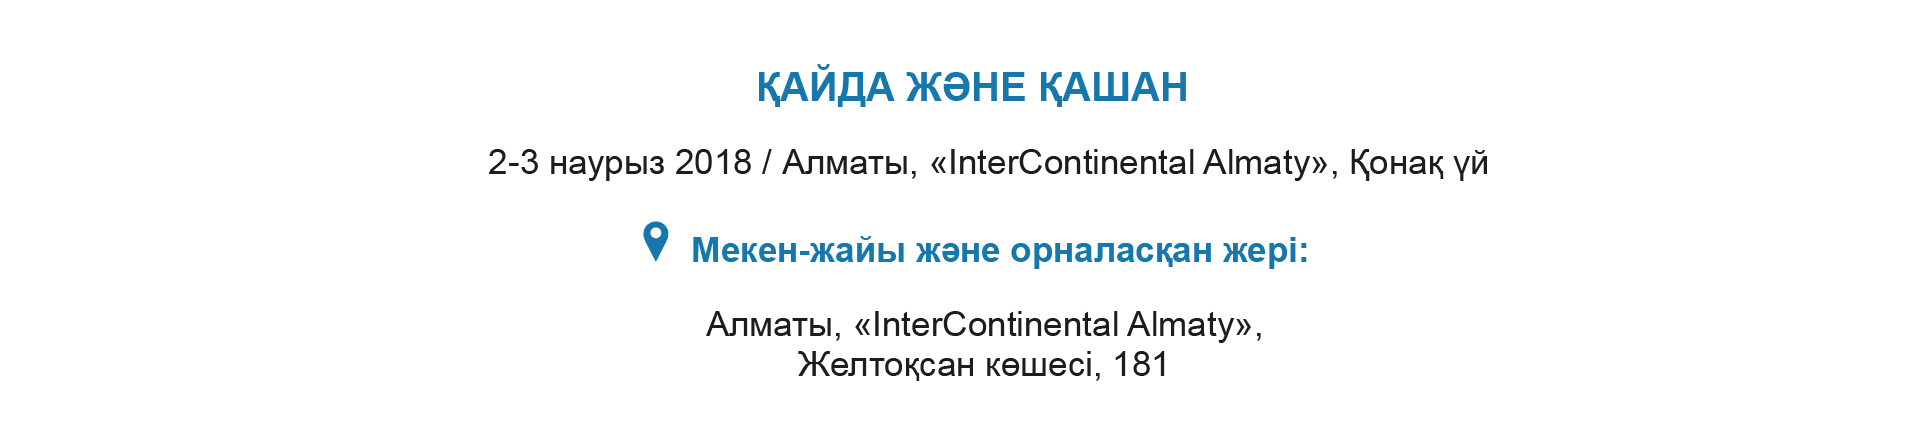 ҚАЙДА ЖӘНЕ ҚАШАН
2-3 наурыз 2018 / Алматы, «InterContinental Almaty», Қонақ үй
Мекен-жайы және орналасқан жері:
Алматы, «InterContinental Almaty»,
Желтоқсан көшесі, 181